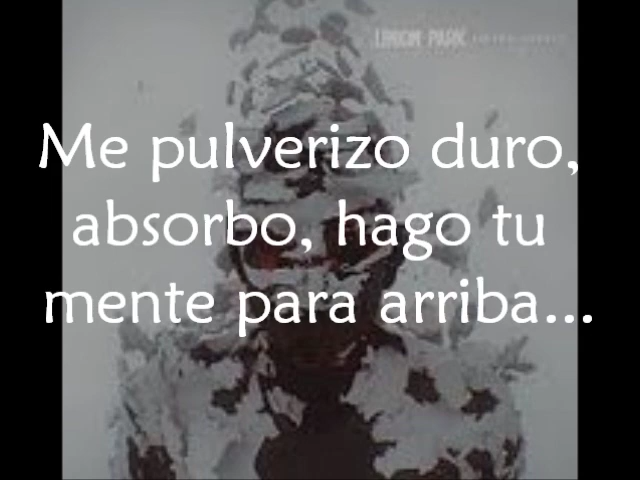 LINKIN PARK
Me pulverizo duro,
absorbo, hago tu
mente para arriba...